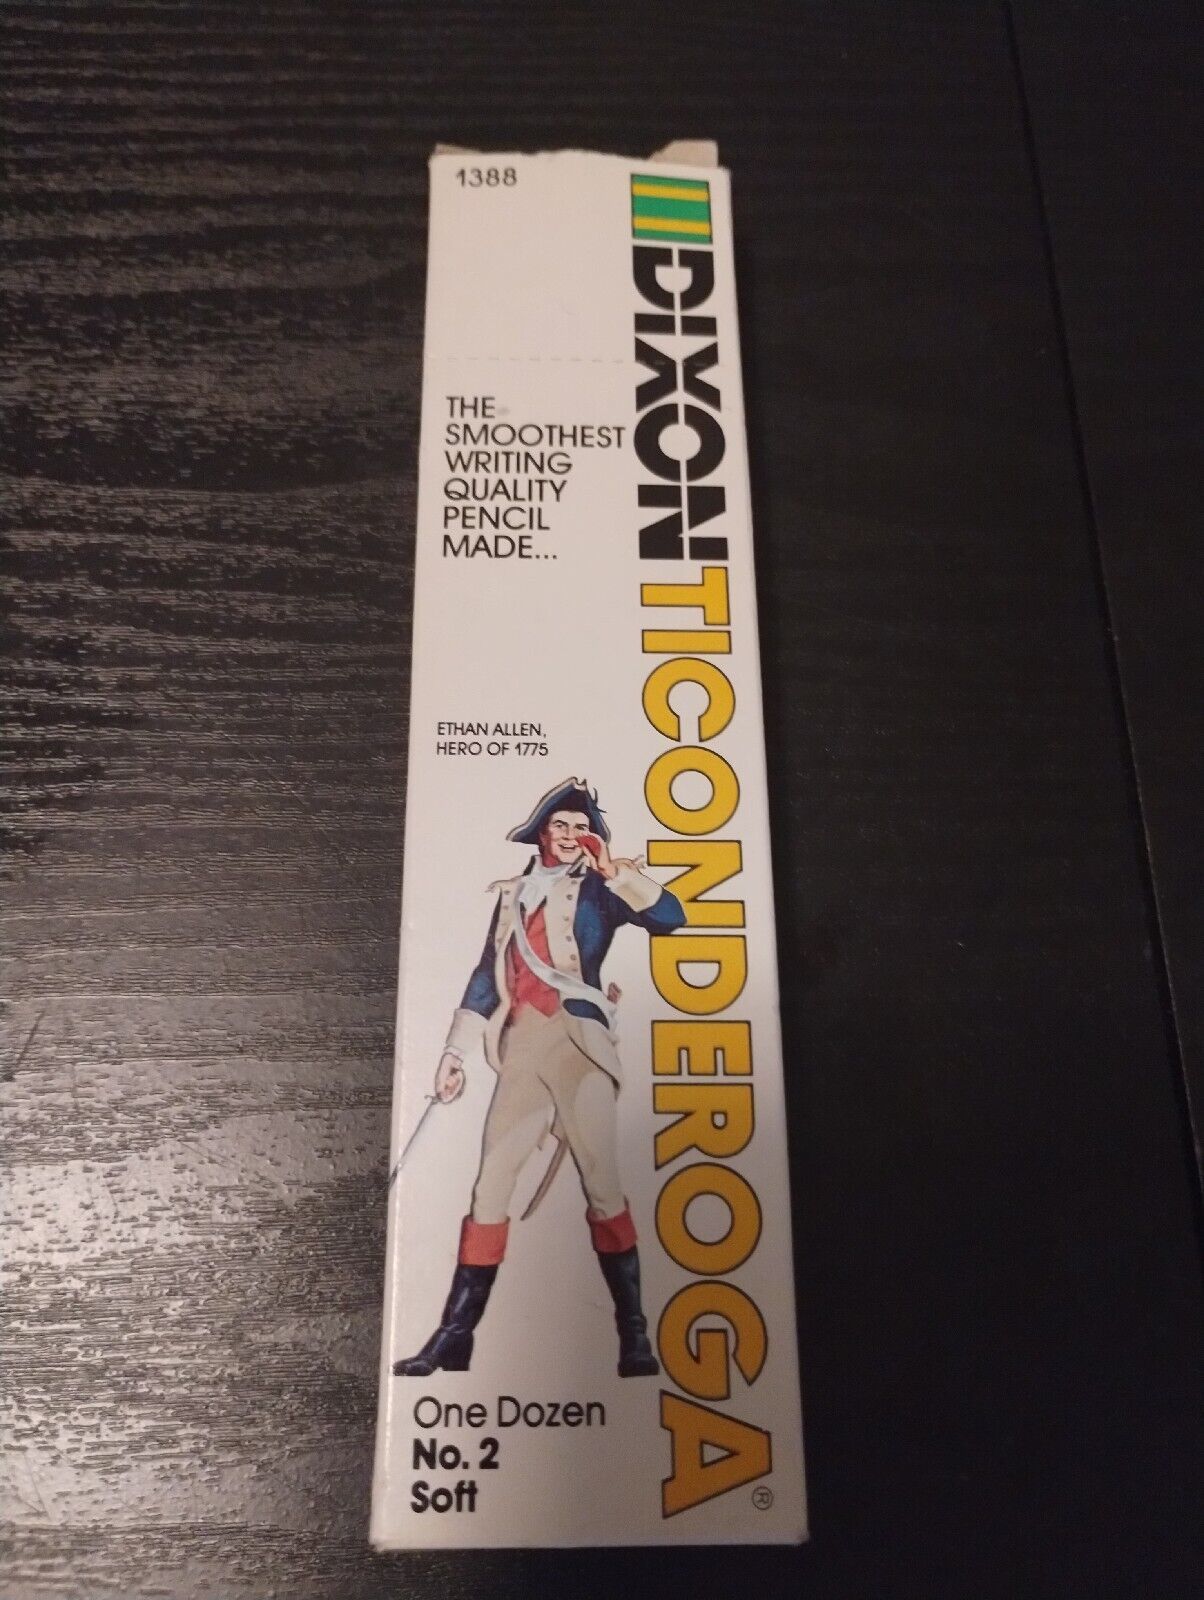 1388
DIXON TICONDEROGA®
THE
SMOOTHEST
WRITING
QUALITY
PENCIL
MADE...
ETHAN ALLEN,
HERO OF 1775
One Dozen
No. 2
Soft